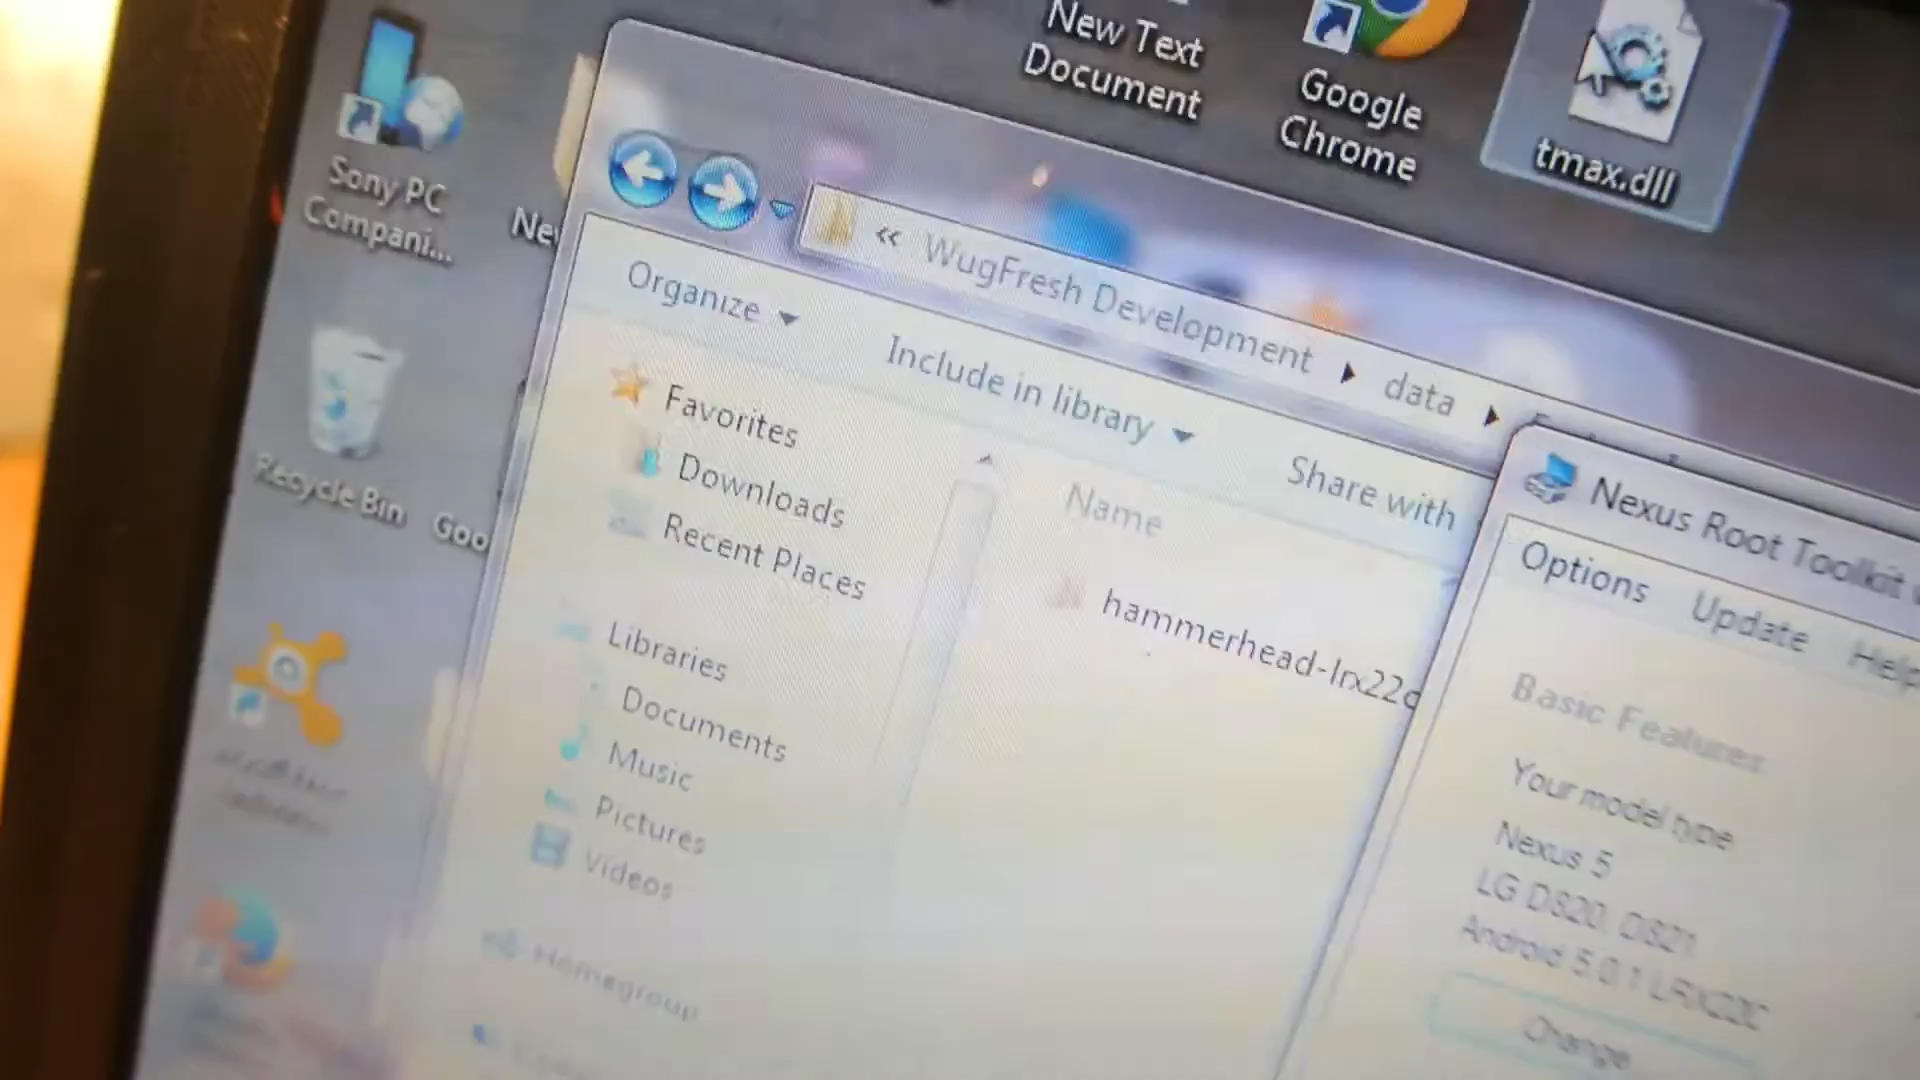 New Text
Document
Google
Chrome
tmax.dll
Sony PC
Compani...
Ne
« WugFresh Development ▸ data ▸
Organize
Include in library
Share with
Favorites
Downloads
Recent Places
Name
hammerhead-lrx22c
Recycle Bin
Goo
Libraries
Documents
Music
Pictures
Videos
Homegroup
Nexus Root Toolkit
Options Update Help
Basic Features
Your model type
Nexus 5
LG D820, D821
Android 5.0.1 LRX22C
Change